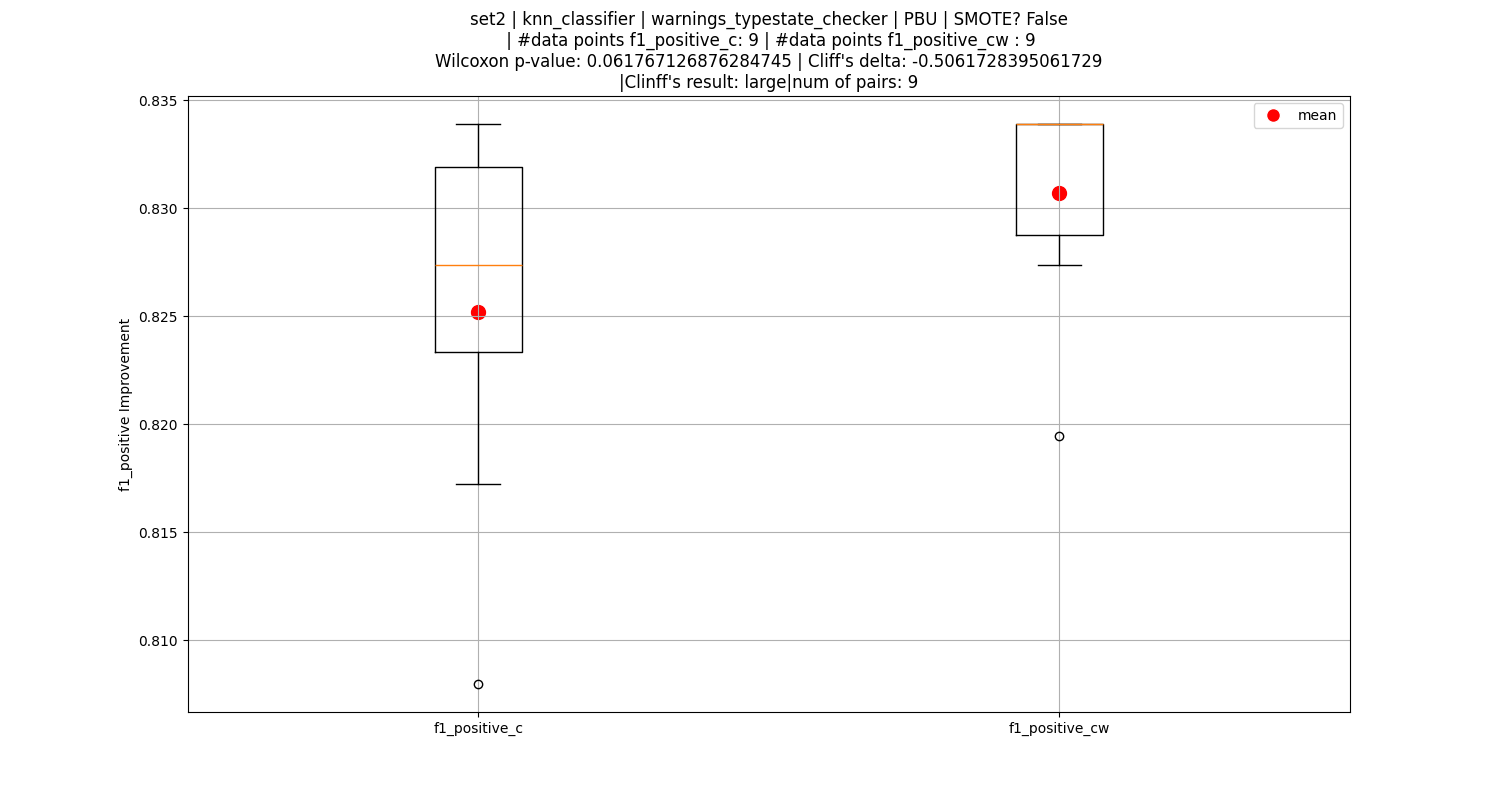 set2 | knn_classifier | warnings_typestate_checker | PBU | SMOTE? False
| #data points f1_positive_c: 9 | #data points f1_positive_cw : 9
Wilcoxon p-value: 0.061767126876284745 | Cliff's delta: -0.5061728395061729
|Clinff's result: large|num of pairs: 9
mean
0.835
0.830
0.825
0.820
0.815
0.810
f1_positive Improvement
f1_positive_c
f1_positive_cw